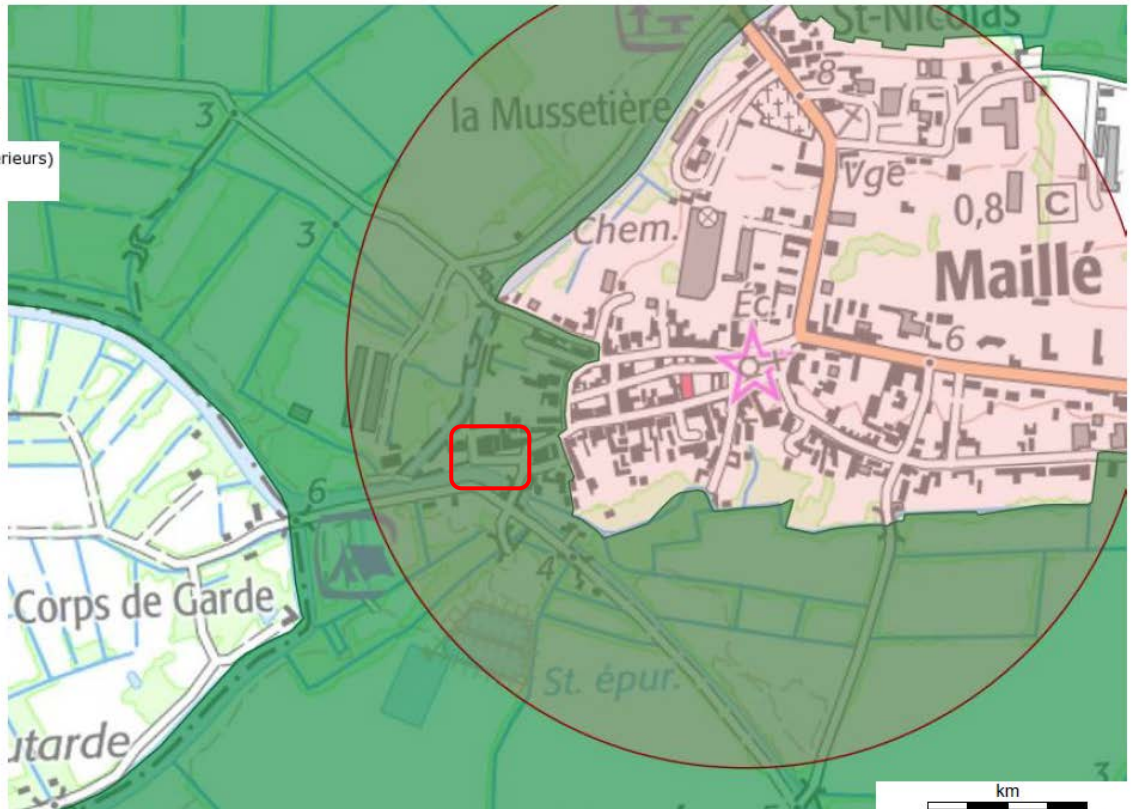 St-Nicolas
8
la Mussetière
3
rieurs)
Vge
0,8
C
3
Chem.
Maillé
Éc.
6
6
4
Corps de Garde
St. épur.
utarde
3
km